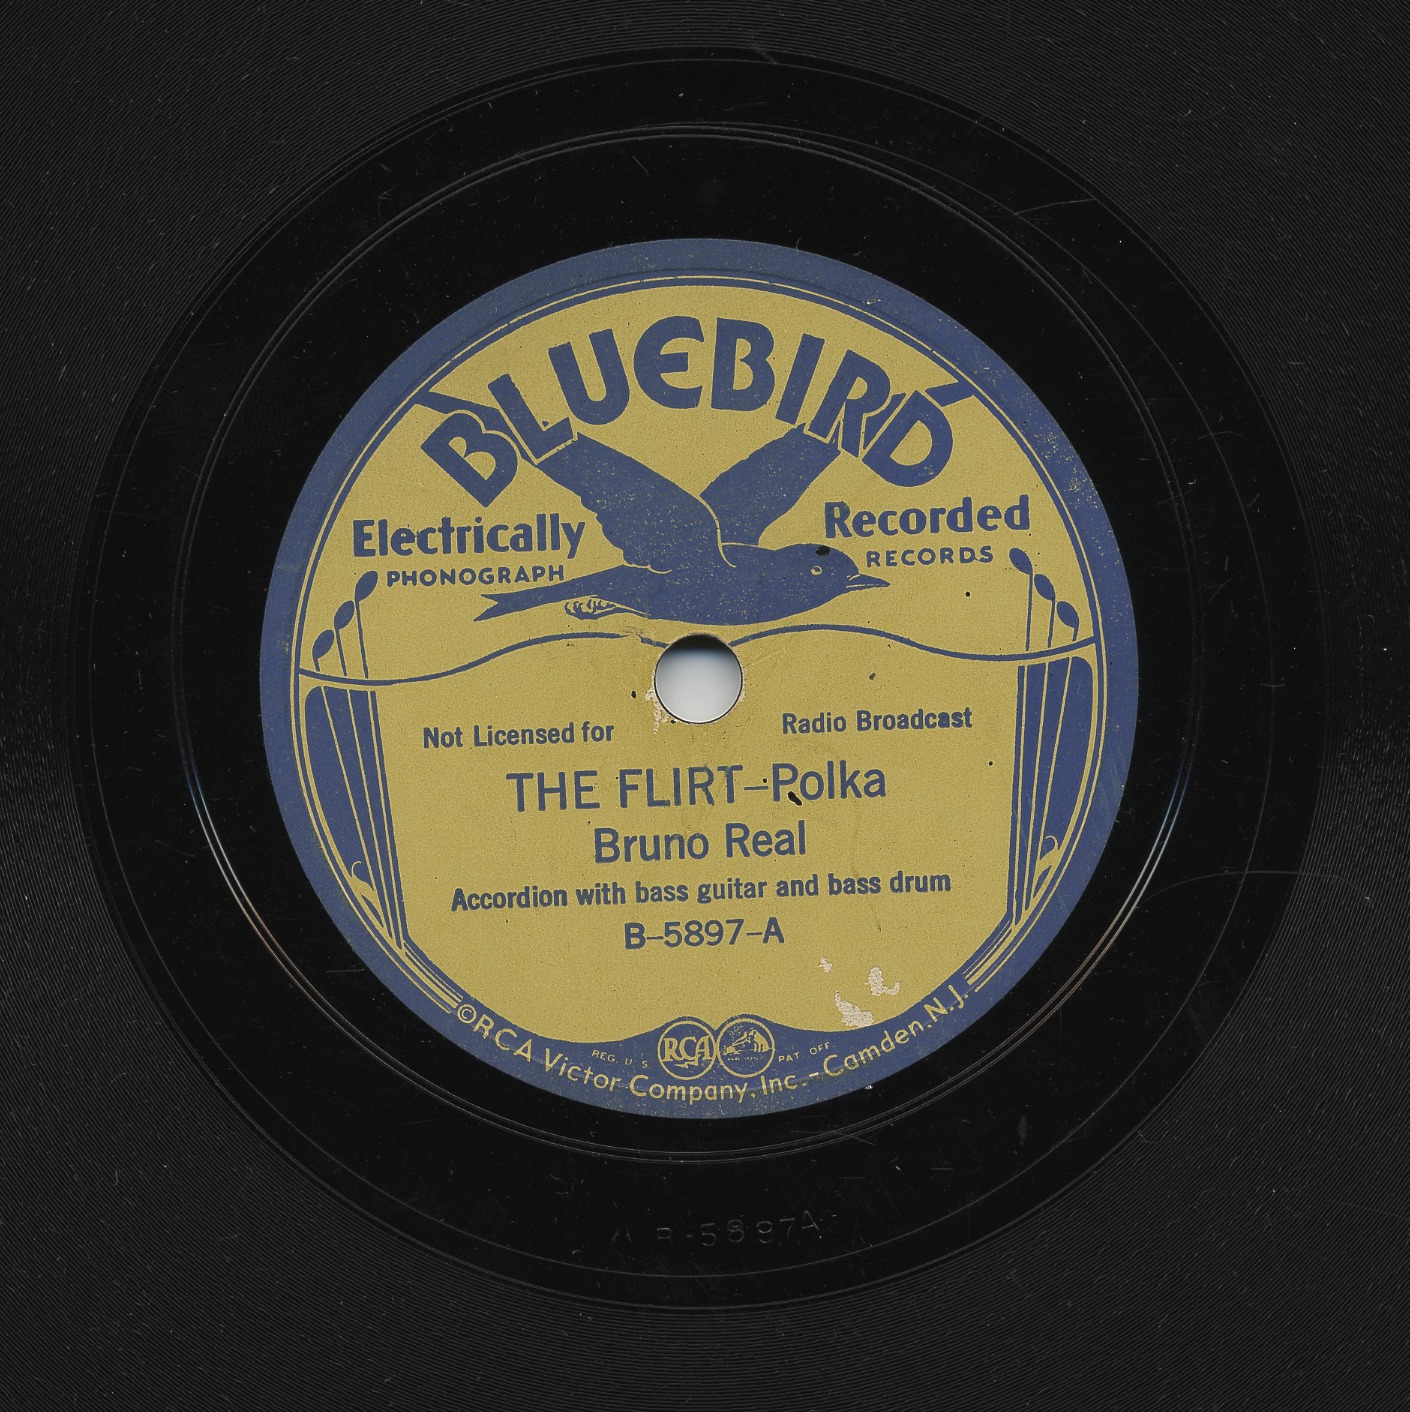 BLUEBIRD
Electrically Recorded
PHONOGRAPH RECORDS
Not Licensed for Radio Broadcast
THE FLIRT–Polka
Bruno Real
Accordion with bass guitar and bass drum
B–5897–A
REG. U S RCA PAT OFF
©RCA Victor Company, Inc.–Camden, N.J.
B-5897A